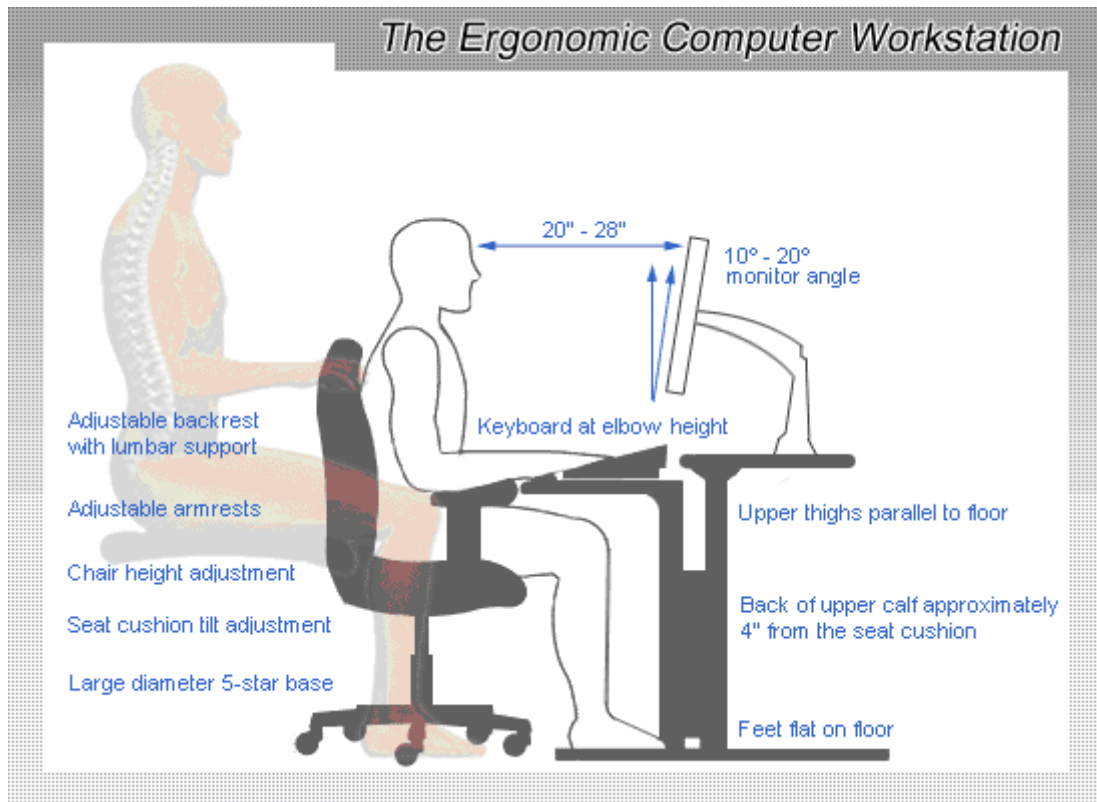 The Ergonomic Computer Workstation
20" - 28"
10º - 20º
monitor angle
Keyboard at elbow height
Adjustable backrest
with lumbar support
Adjustable armrests
Chair height adjustment
Seat cushion tilt adjustment
Large diameter 5-star base
Upper thighs parallel to floor
Back of upper calf approximately
4" from the seat cushion
Feet flat on floor